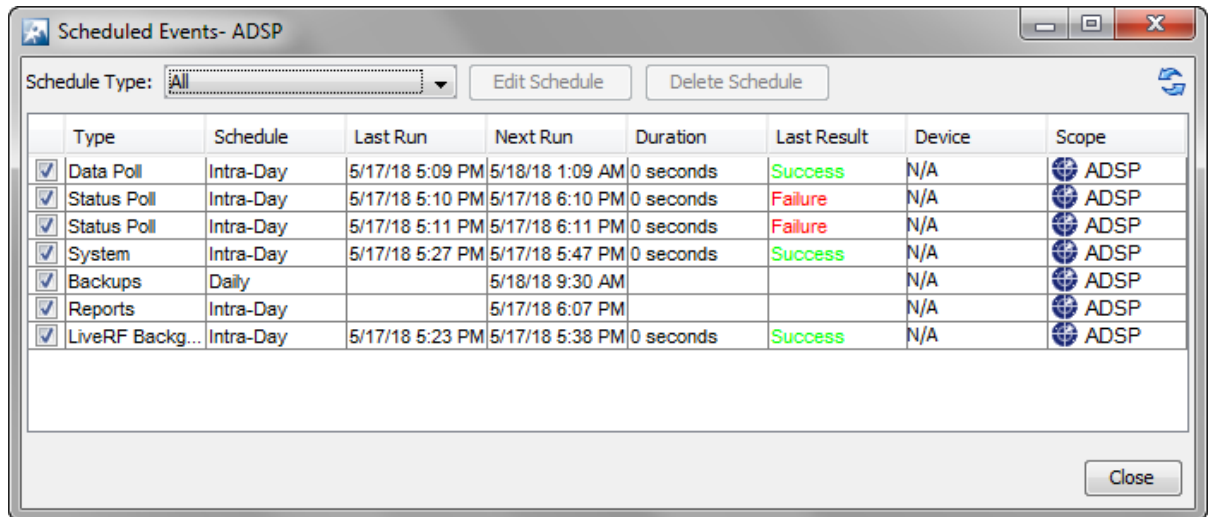 Scheduled Events- ADSP
Schedule Type: All Edit Schedule Delete Schedule
Type Schedule Last Run Next Run Duration Last Result Device Scope
Data Poll Intra-Day 5/17/18 5:09 PM 5/18/18 1:09 AM 0 seconds Success N/A ADSP
Status Poll Intra-Day 5/17/18 5:10 PM 5/17/18 6:10 PM 0 seconds Failure N/A ADSP
Status Poll Intra-Day 5/17/18 5:11 PM 5/17/18 6:11 PM 0 seconds Failure N/A ADSP
System Intra-Day 5/17/18 5:27 PM 5/17/18 5:47 PM 0 seconds Success N/A ADSP
Backups Daily 5/18/18 9:30 AM N/A ADSP
Reports Intra-Day 5/17/18 6:07 PM N/A ADSP
LiveRF Backg... Intra-Day 5/17/18 5:23 PM 5/17/18 5:38 PM 0 seconds Success N/A ADSP
Close